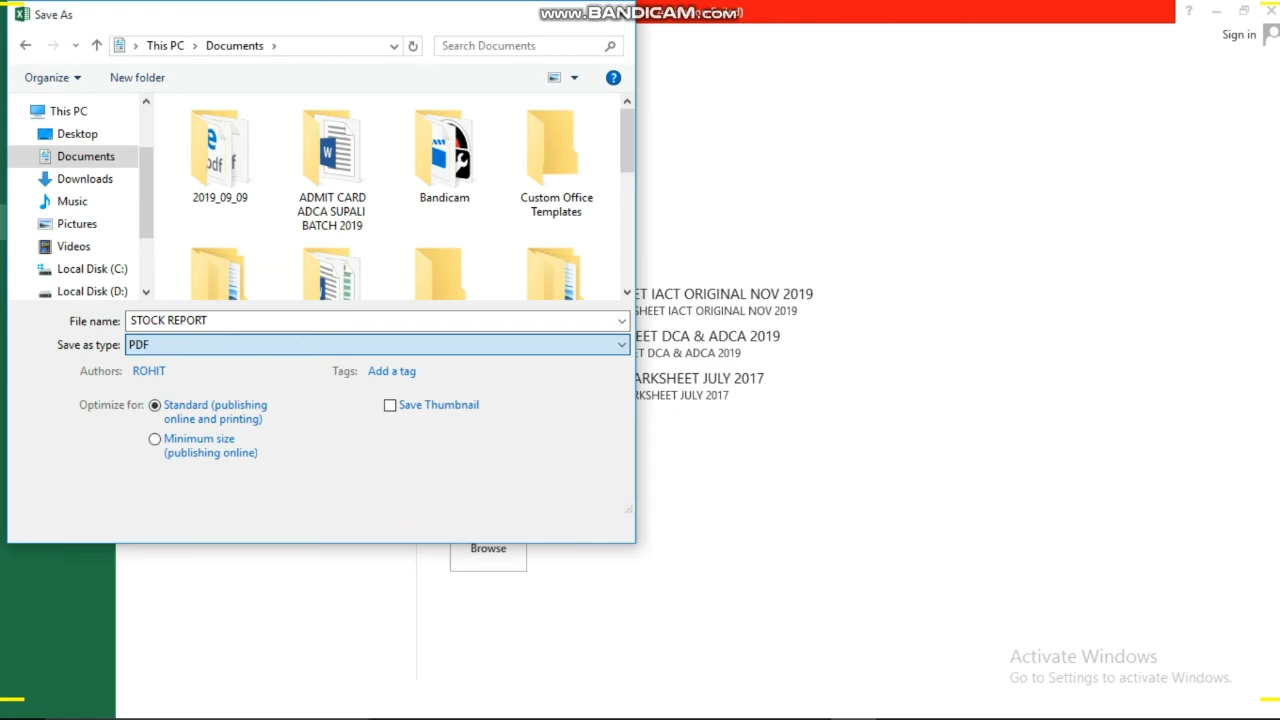 Save As
www.BANDICAM.com
Sign in
This PC
Documents
Search Documents
Organize
New folder
This PC
Desktop
Documents
Downloads
Music
Pictures
Videos
Local Disk (C:)
Local Disk (D:)
2019_09_09
ADMIT CARD
ADCA SUPALI
BATCH 2019
Bandicam
Custom Office
Templates
File name: STOCK REPORT
Save as type: PDF
Authors: ROHIT
Tags: Add a tag
Optimize for: Standard (publishing
online and printing)
Minimum size
(publishing online)
Save Thumbnail
ET IACT ORIGINAL NOV 2019
SHEET IACT ORIGINAL NOV 2019
EET DCA & ADCA 2019
ET DCA & ADCA 2019
ARKSHEET JULY 2017
RKSHEET JULY 2017
Browse
Activate Windows
Go to Settings to activate Windows.